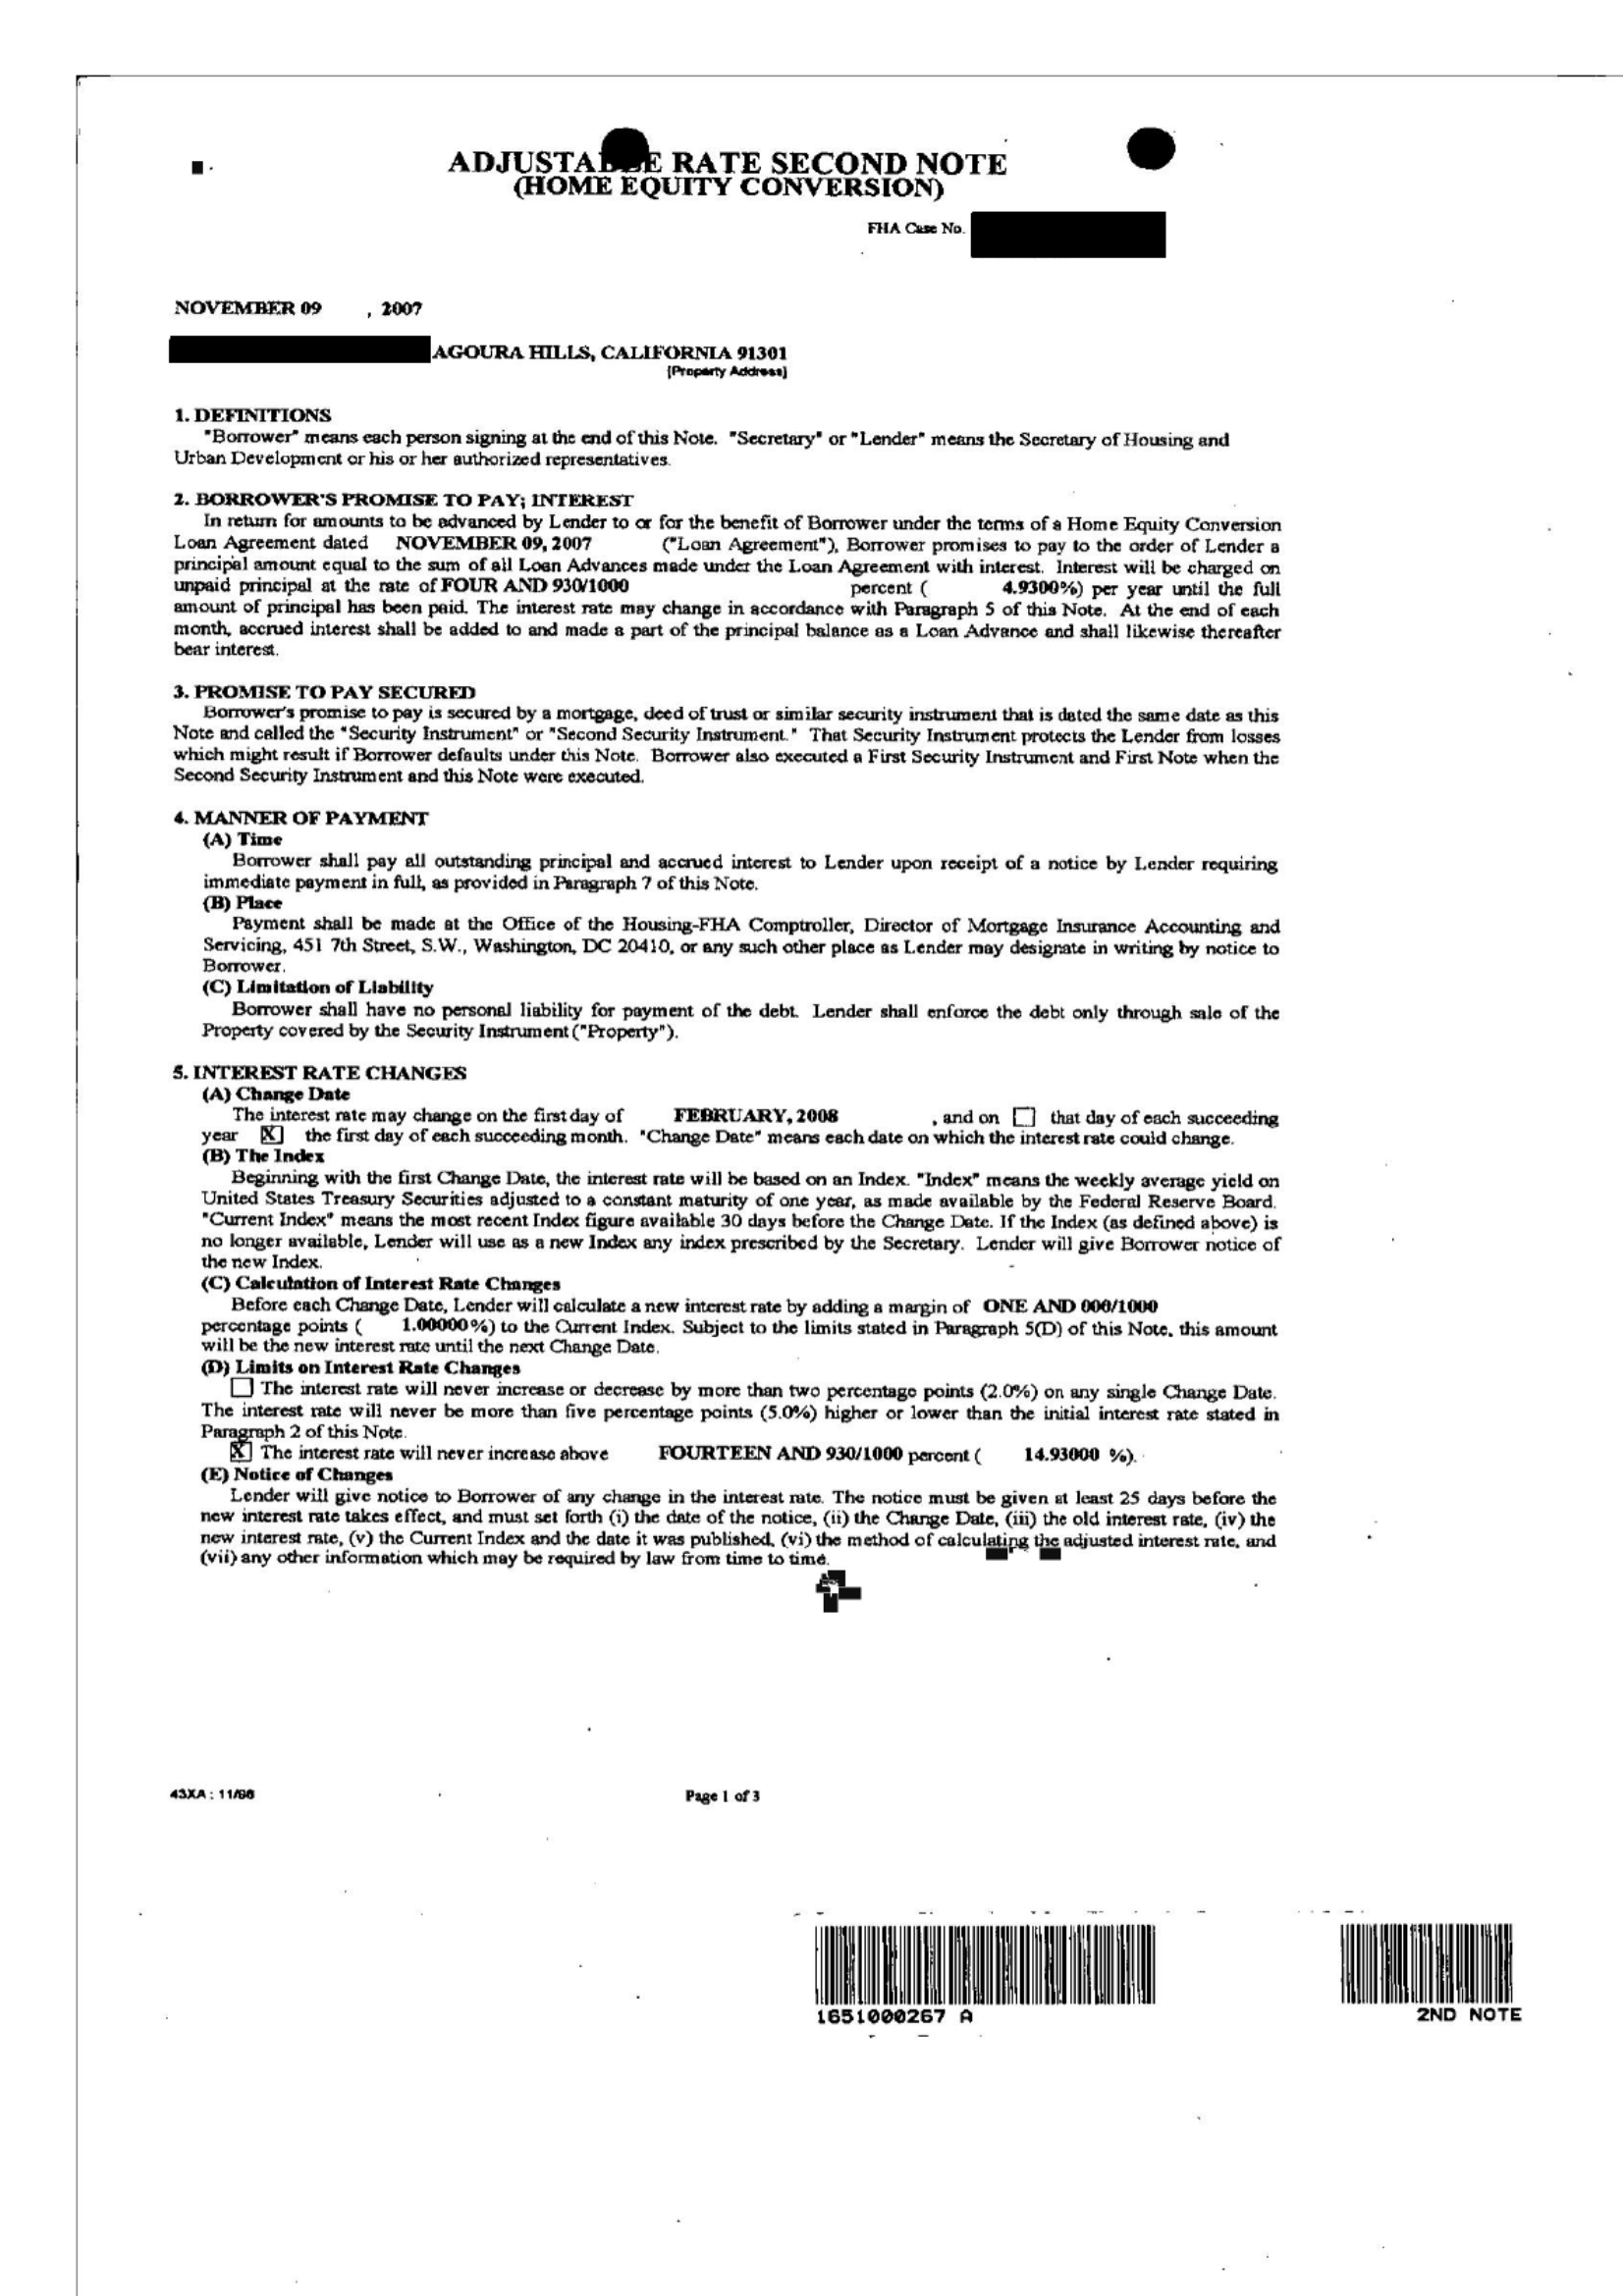 ADJUSTABLE RATE SECOND NOTE
(HOME EQUITY CONVERSION)
FHA Case No.
NOVEMBER 09 , 2007
AGOURA HILLS, CALIFORNIA 91301
[Property Address]
1. DEFINITIONS
"Borrower" means each person signing at the end of this Note. "Secretary" or "Lender" means the Secretary of Housing and
Urban Development or his or her authorized representatives.
2. BORROWER'S PROMISE TO PAY; INTEREST
In return for amounts to be advanced by Lender to or for the benefit of Borrower under the terms of a Home Equity Conversion
Loan Agreement dated NOVEMBER 09, 2007 ("Loan Agreement"), Borrower promises to pay to the order of Lender a
principal amount equal to the sum of all Loan Advances made under the Loan Agreement with interest. Interest will be charged on
unpaid principal at the rate of FOUR AND 930/1000 percent ( 4.9300%) per year until the full
amount of principal has been paid. The interest rate may change in accordance with Paragraph 5 of this Note. At the end of each
month, accrued interest shall be added to and made a part of the principal balance as a Loan Advance and shall likewise thereafter
bear interest.
3. PROMISE TO PAY SECURED
Borrower's promise to pay is secured by a mortgage, deed of trust or similar security instrument that is dated the same date as this
Note and called the "Security Instrument" or "Second Security Instrument." That Security Instrument protects the Lender from losses
which might result if Borrower defaults under this Note. Borrower also executed a First Security Instrument and First Note when the
Second Security Instrument and this Note were executed.
4. MANNER OF PAYMENT
(A) Time
Borrower shall pay all outstanding principal and accrued interest to Lender upon receipt of a notice by Lender requiring
immediate payment in full, as provided in Paragraph 7 of this Note.
(B) Place
Payment shall be made at the Office of the Housing-FHA Comptroller, Director of Mortgage Insurance Accounting and
Servicing, 451 7th Street, S.W., Washington, DC 20410, or any such other place as Lender may designate in writing by notice to
Borrower.
(C) Limitation of Liability
Borrower shall have no personal liability for payment of the debt. Lender shall enforce the debt only through sale of the
Property covered by the Security Instrument ("Property").
5. INTEREST RATE CHANGES
(A) Change Date
The interest rate may change on the first day of FEBRUARY, 2008 , and on that day of each succeeding
year X the first day of each succeeding month. "Change Date" means each date on which the interest rate could change.
(B) The Index
Beginning with the first Change Date, the interest rate will be based on an Index. "Index" means the weekly average yield on
United States Treasury Securities adjusted to a constant maturity of one year, as made available by the Federal Reserve Board.
"Current Index" means the most recent Index figure available 30 days before the Change Date. If the Index (as defined above) is
no longer available, Lender will use as a new Index any index prescribed by the Secretary. Lender will give Borrower notice of
the new Index.
(C) Calculation of Interest Rate Changes
Before each Change Date, Lender will calculate a new interest rate by adding a margin of ONE AND 000/1000
percentage points ( 1.00000%) to the Current Index. Subject to the limits stated in Paragraph 5(D) of this Note, this amount
will be the new interest rate until the next Change Date.
(D) Limits on Interest Rate Changes
The interest rate will never increase or decrease by more than two percentage points (2.0%) on any single Change Date.
The interest rate will never be more than five percentage points (5.0%) higher or lower than the initial interest rate stated in
Paragraph 2 of this Note.
X The interest rate will never increase above FOURTEEN AND 930/1000 percent ( 14.93000 %).
(E) Notice of Changes
Lender will give notice to Borrower of any change in the interest rate. The notice must be given at least 25 days before the
new interest rate takes effect, and must set forth (i) the date of the notice, (ii) the Change Date, (iii) the old interest rate, (iv) the
new interest rate, (v) the Current Index and the date it was published, (vi) the method of calculating the adjusted interest rate, and
(vii) any other information which may be required by law from time to time.
43XA : 11/96
Page 1 of 3
1651000267 A
2ND NOTE